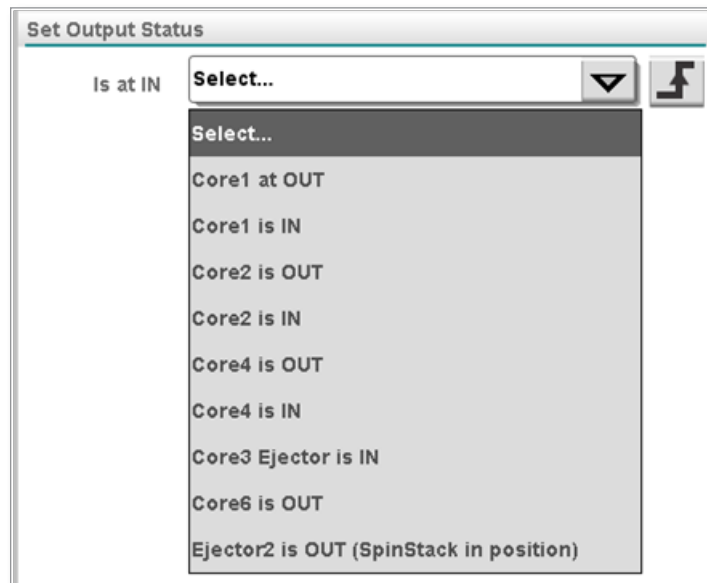 Set Output Status
Is at IN
Select...
Select...
Core1 at OUT
Core1 is IN
Core2 is OUT
Core2 is IN
Core4 is OUT
Core4 is IN
Core3 Ejector is IN
Core6 is OUT
Ejector2 is OUT (SpinStack in position)